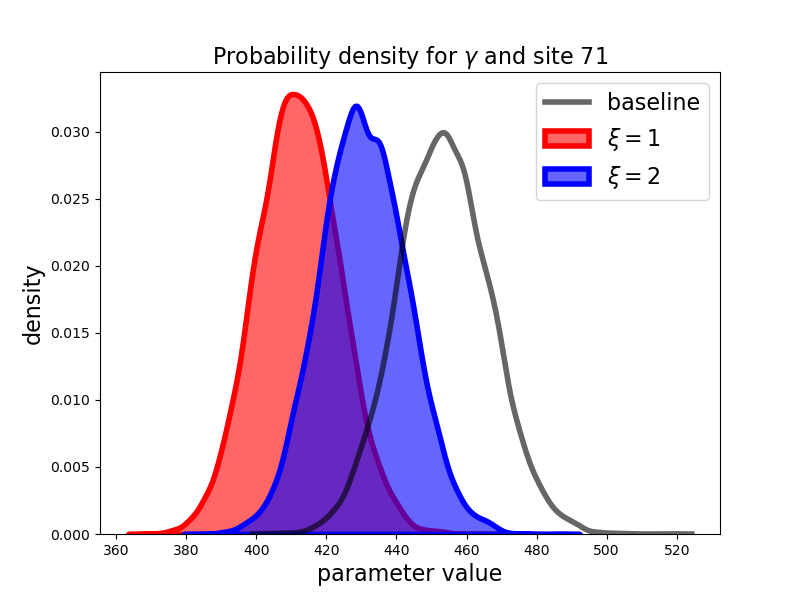 Probability density for γ and site 71
baseline
ξ = 1
ξ = 2
density
0.030
0.025
0.020
0.015
0.010
0.005
0.000
360 380 400 420 440 460 480 500 520
parameter value